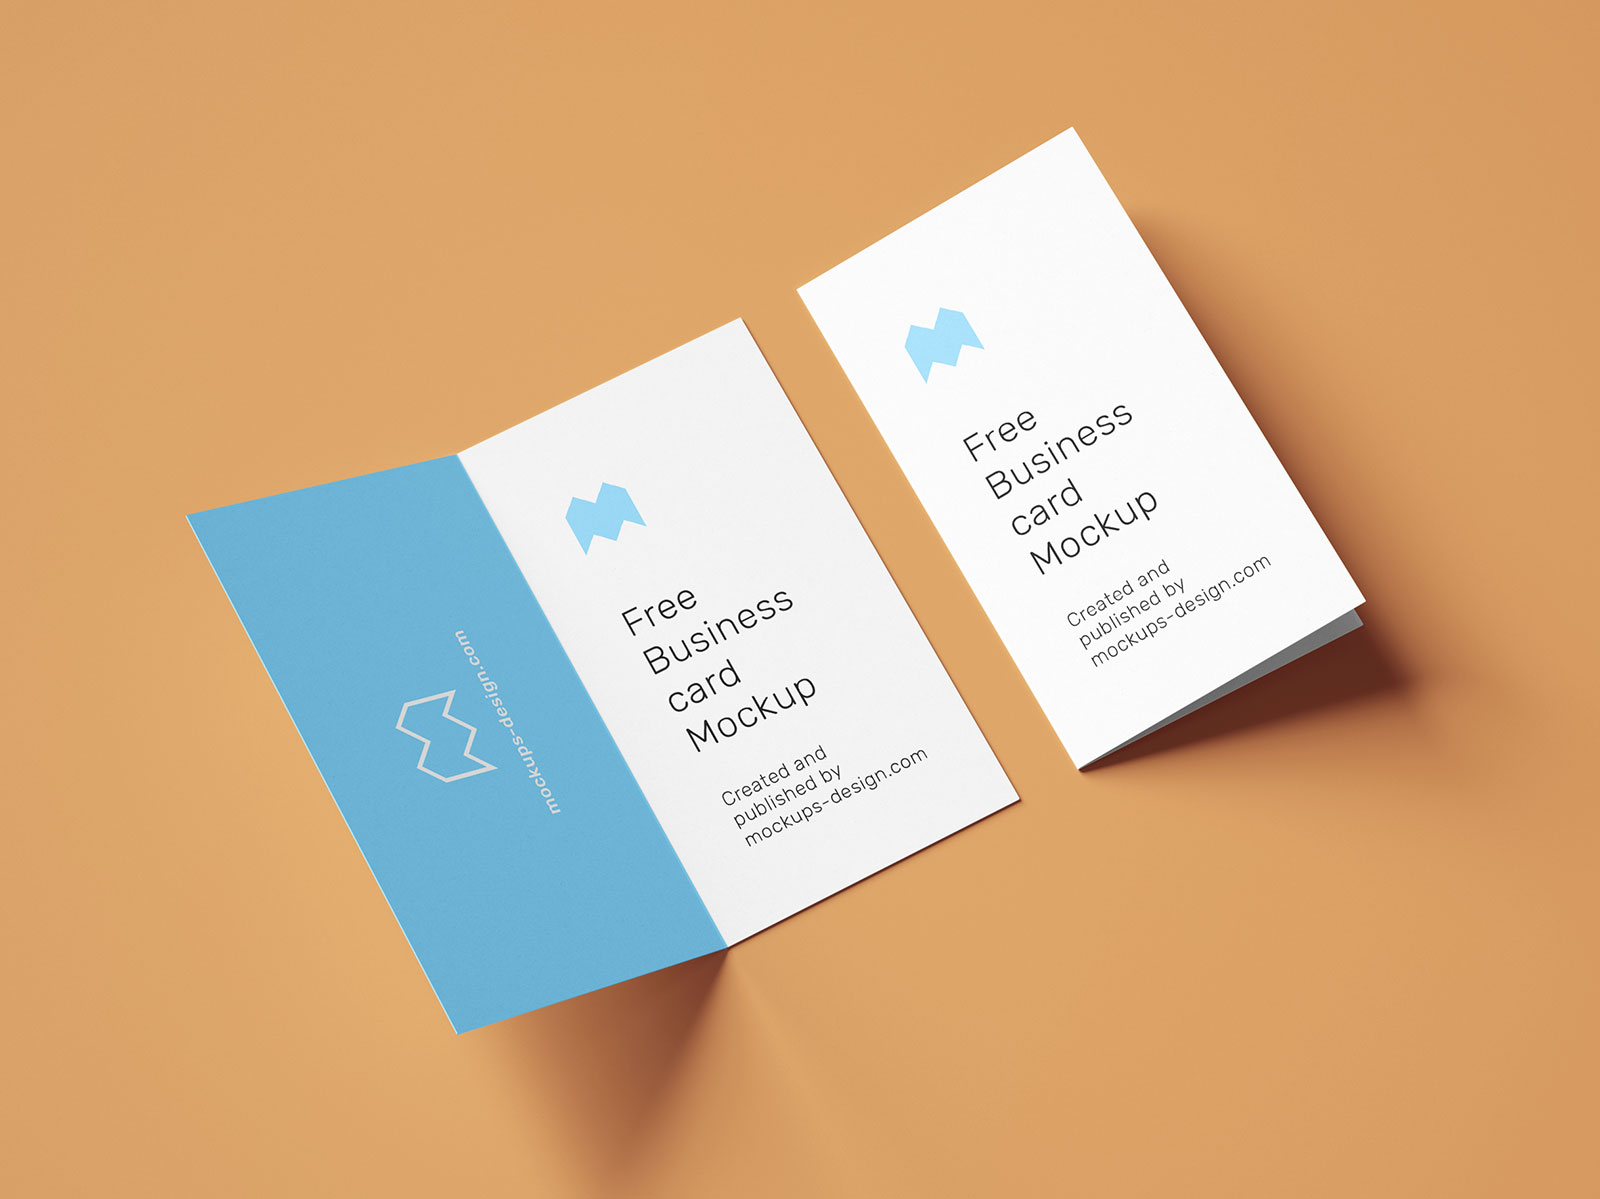 mockups-design.com
Free
Business
card
Mockup
Created and
published by
mockups-design.com
Free
Business
card
Mockup
Created and
published by
mockups-design.com